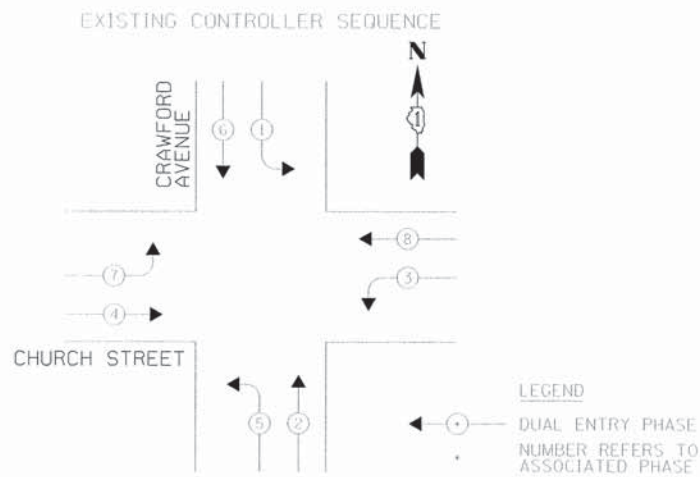 EXISTING CONTROLLER SEQUENCE
N
CRAWFORD
AVENUE
6
1
1
8
7
3
4
CHURCH STREET
5
2
LEGEND
DUAL ENTRY PHASE
NUMBER REFERS TO
ASSOCIATED PHASE